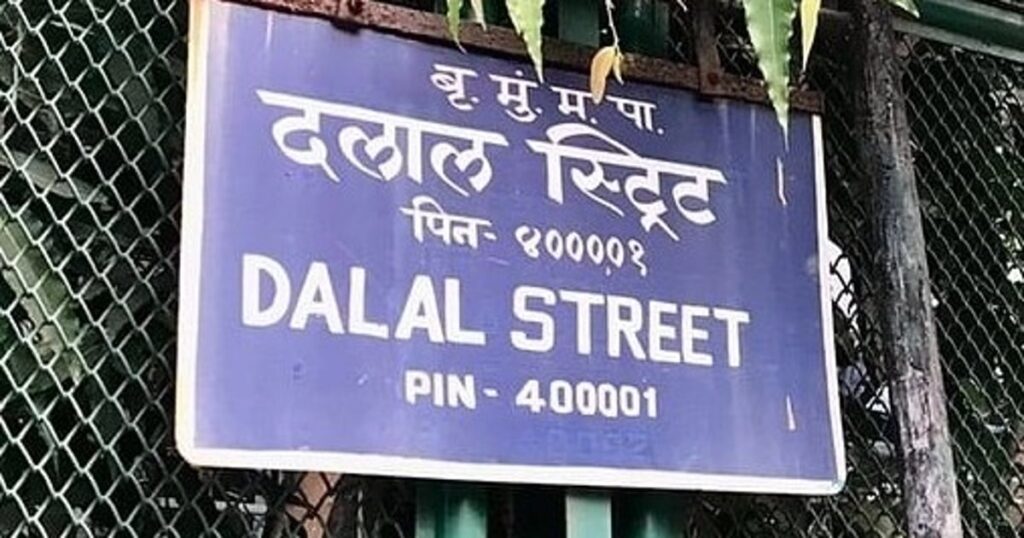 बृ. मुं. म. पा.
दलाल स्ट्रिट
पिन- ४००००१
DALAL STREET
PIN - 400001